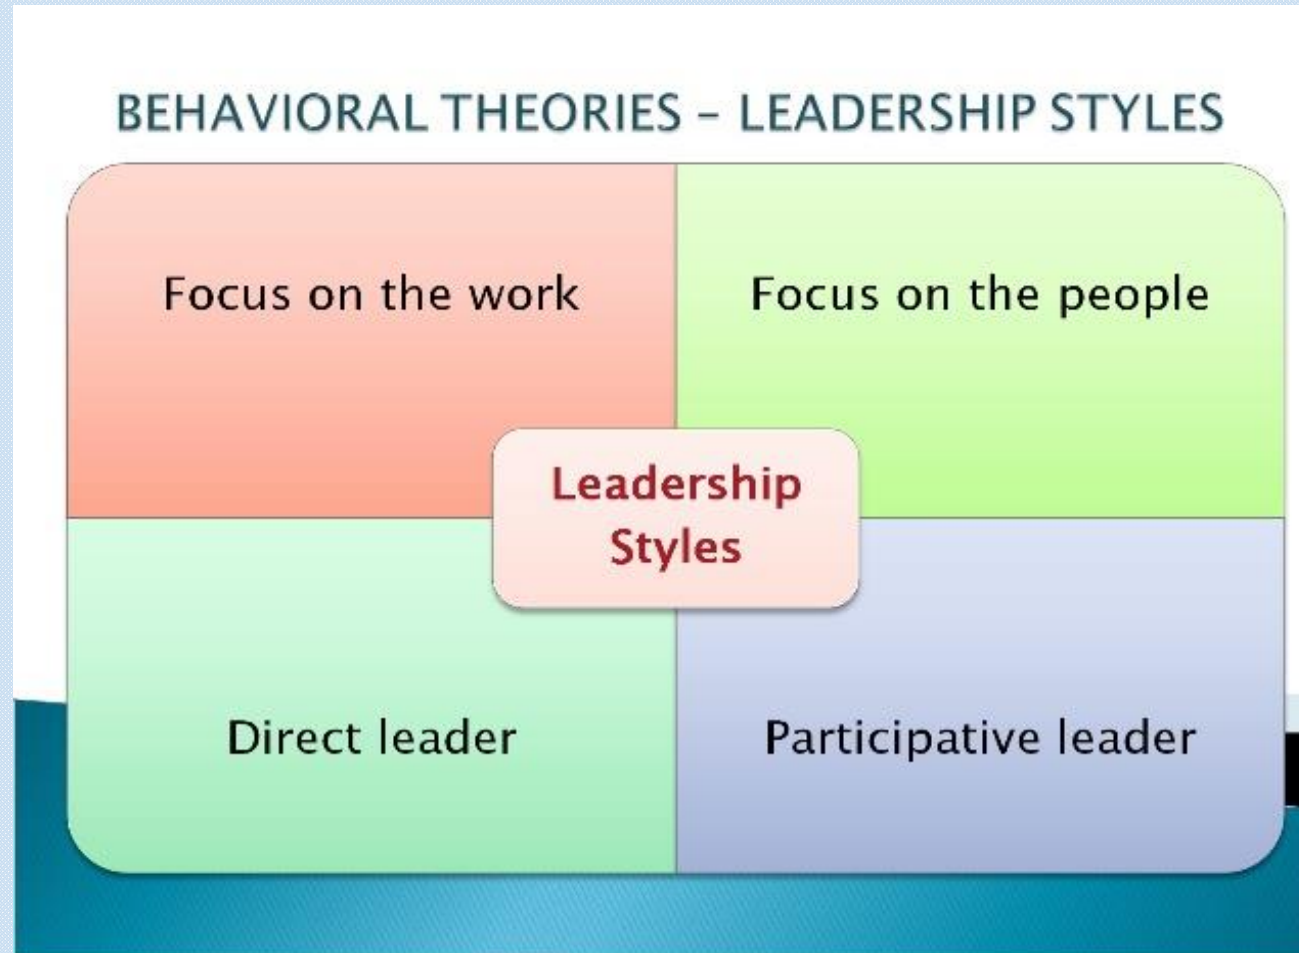 BEHAVIORAL THEORIES – LEADERSHIP STYLES
Focus on the work
Focus on the people
Leadership
Styles
Direct leader
Participative leader